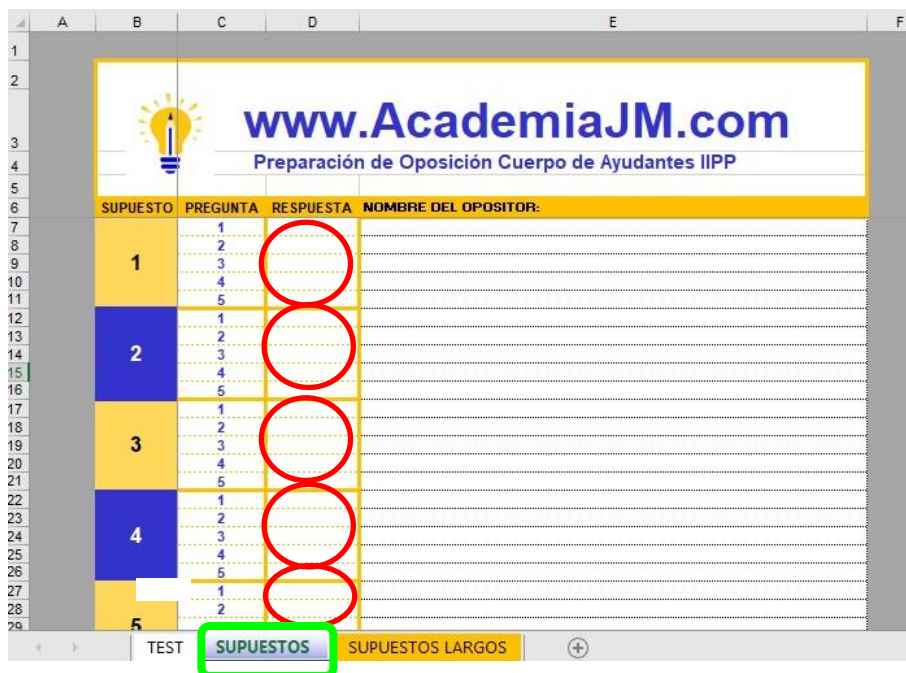 A B C D E F
1
2
3 www.AcademiaJM.com
4 Preparación de Oposición Cuerpo de Ayudantes IIPP
5
6 SUPUESTO PREGUNTA RESPUESTA NOMBRE DEL OPOSITOR:
7 1
8 2
9 1 3
10 4
11 5
12 1
13 2
14 2 3
15 4
16 5
17 1
18 2
19 3 3
20 4
21 5
22 1
23 2
24 4 3
25 4
26 5
27 1
28 2
29 5
TEST SUPUESTOS SUPUESTOS LARGOS